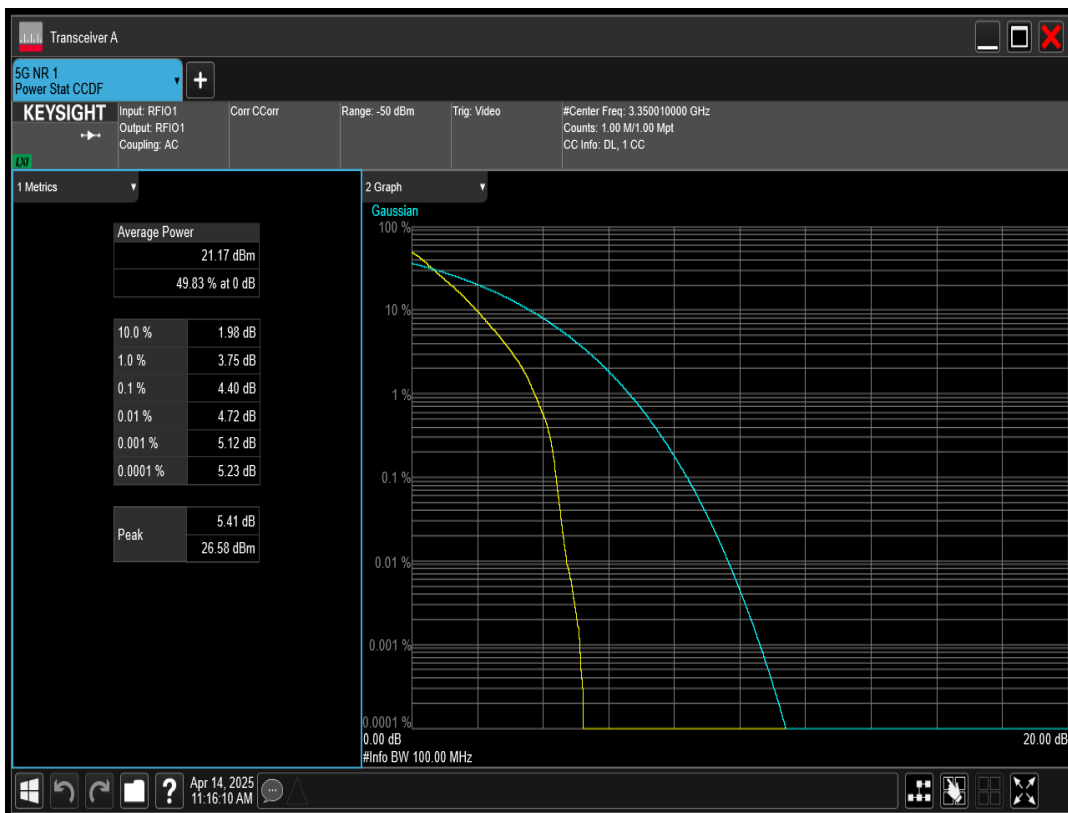 Transceiver A
5G NR 1
Power Stat CCDF
+
KEYSIGHT
LXI
Input: RFIO1
Output: RFIO1
Coupling: AC
Corr CCorr
Range: -50 dBm
Trig: Video
#Center Freq: 3.350010000 GHz
Counts: 1.00 M/1.00 Mpt
CC Info: DL, 1 CC
1 Metrics
Average Power
21.17 dBm
49.83 % at 0 dB
10.0 % 1.98 dB
1.0 % 3.75 dB
0.1 % 4.40 dB
0.01 % 4.72 dB
0.001 % 5.12 dB
0.0001 % 5.23 dB
Peak
5.41 dB
26.58 dBm
2 Graph
Gaussian
100 %
10 %
1 %
0.1 %
0.01 %
0.001 %
0.0001 %
0.00 dB 20.00 dB
#Info BW 100.00 MHz
?
Apr 14, 2025
11:16:10 AM